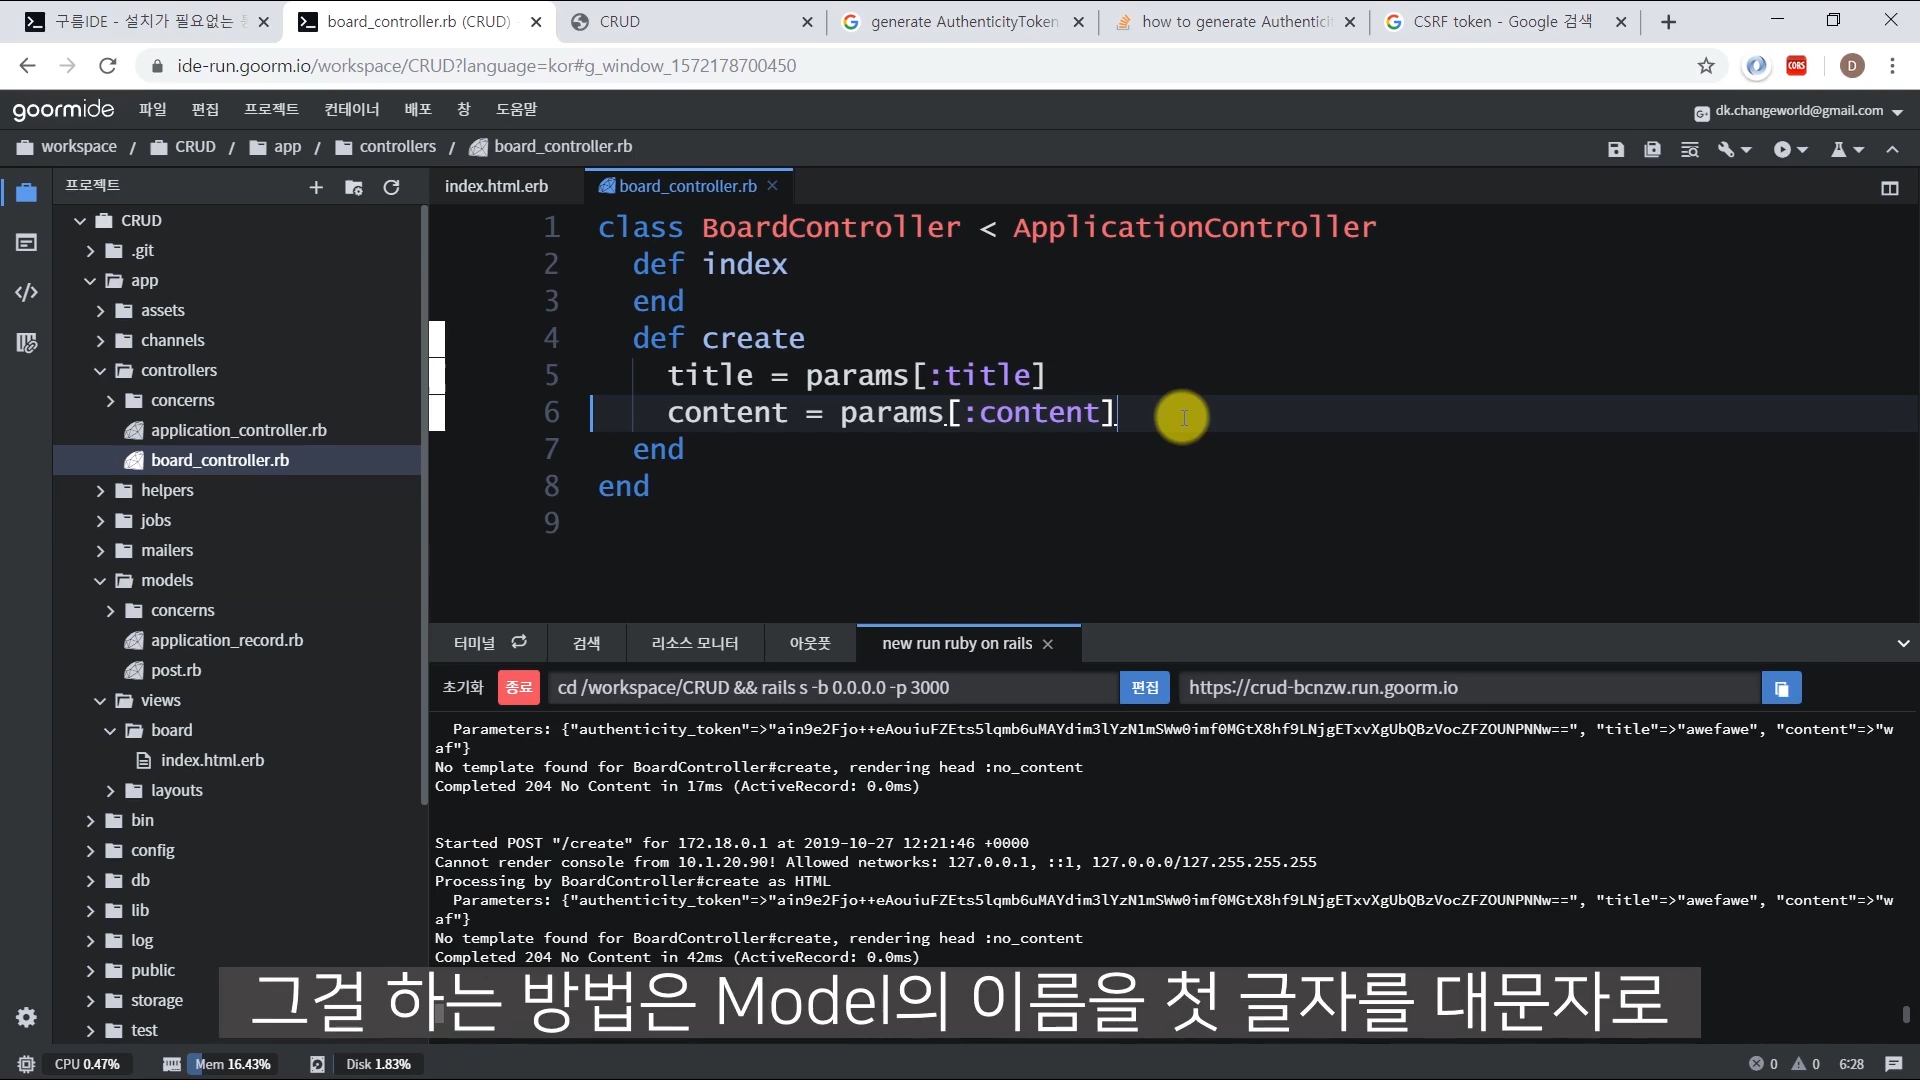 구름IDE - 설치가 필요없는
board_controller.rb (CRUD)
CRUD
generate AuthenticityToken
how to generate Authentici
CSRF token - Google 검색
ide-run.goorm.io/workspace/CRUD?language=kor#g_window_1572178700450
CORS
D
goormide
파일
편집
프로젝트
컨테이너
배포
창
도움말
dk.changeworld@gmail.com
workspace / CRUD / app / controllers / board_controller.rb
프로젝트
index.html.erb
board_controller.rb
CRUD
.git
app
assets
channels
controllers
concerns
application_controller.rb
board_controller.rb
helpers
jobs
mailers
models
concerns
application_record.rb
post.rb
views
board
index.html.erb
layouts
bin
config
db
lib
log
public
storage
test
1 class BoardController < ApplicationController
2 def index
3 end
4 def create
5 title = params[:title]
6 content = params[:content]
7 end
8 end
9
터미널
검색
리소스 모니터
아웃풋
new run ruby on rails
초기화
종료
cd /workspace/CRUD && rails s -b 0.0.0.0 -p 3000
편집
https://crud-bcnzw.run.goorm.io
Parameters: {"authenticity_token"=>"ain9e2Fjo++eAouiuFZEts5lqmb6uMAYdim3lYzN1mSWw0imf0MGtX8hf9LNjgETxvXgUbQBzVocZFZOUNPNNw==", "title"=>"awefawe", "content"=>"w
af"}
No template found for BoardController#create, rendering head :no_content
Completed 204 No Content in 17ms (ActiveRecord: 0.0ms)
Started POST "/create" for 172.18.0.1 at 2019-10-27 12:21:46 +0000
Cannot render console from 10.1.20.90! Allowed networks: 127.0.0.1, ::1, 127.0.0.0/127.255.255.255
Processing by BoardController#create as HTML
Parameters: {"authenticity_token"=>"ain9e2Fjo++eAouiuFZEts5lqmb6uMAYdim3lYzN1mSWw0imf0MGtX8hf9LNjgETxvXgUbQBzVocZFZOUNPNNw==", "title"=>"awefawe", "content"=>"w
af"}
No template found for BoardController#create, rendering head :no_content
Completed 204 No Content in 42ms (ActiveRecord: 0.0ms)
그걸 하는 방법은 Model의 이름을 첫 글자를 대문자로
CPU 0.47%
Mem 16.43%
Disk 1.83%
0
0
6:28